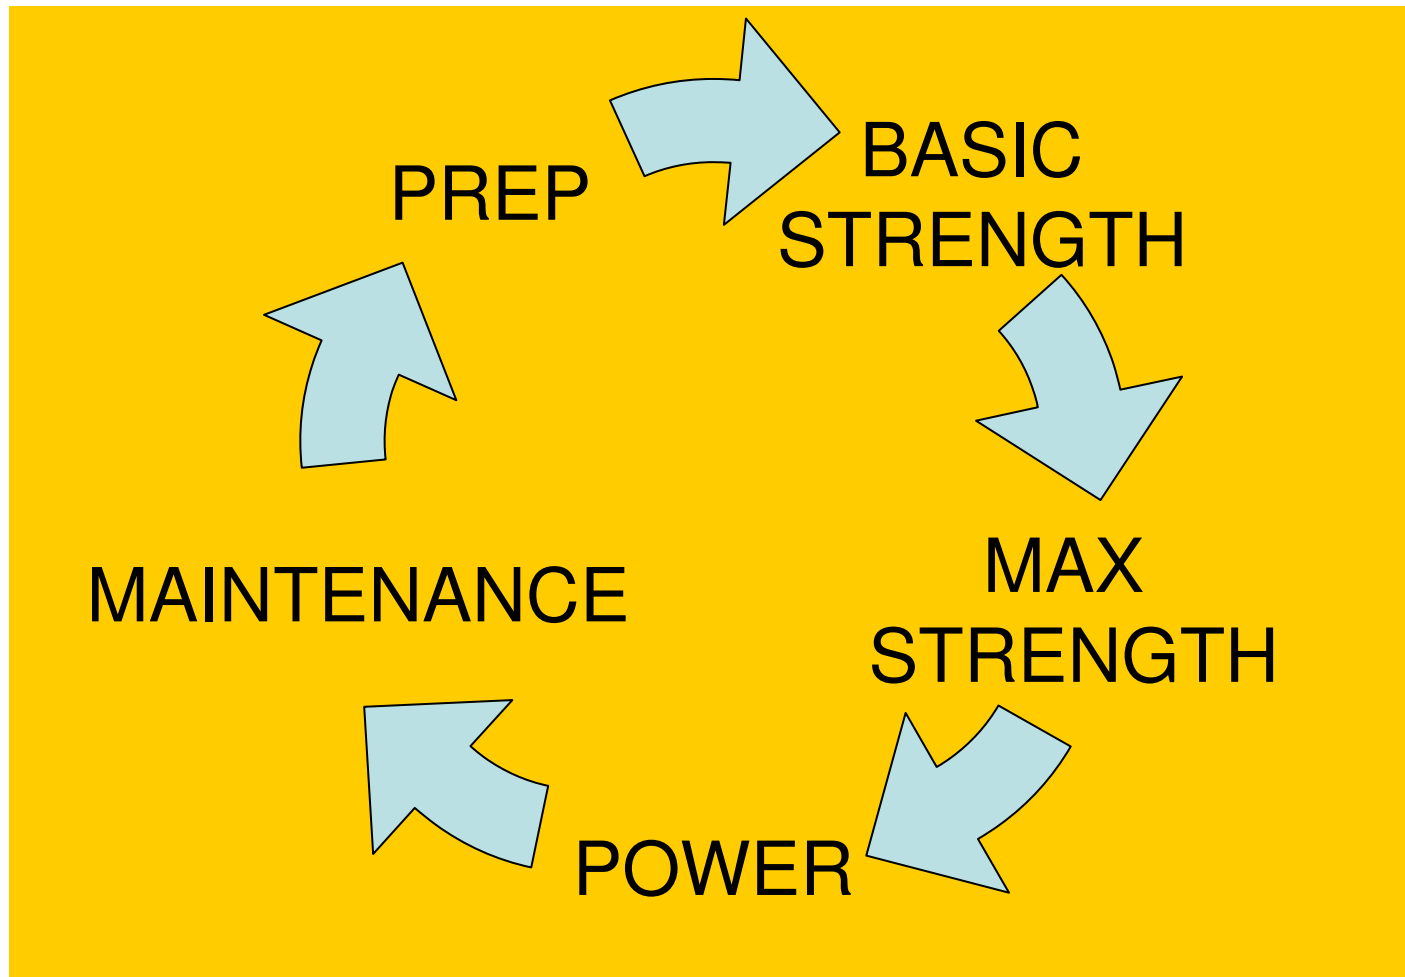 PREP
BASIC
STRENGTH
MAX
STRENGTH
POWER
MAINTENANCE